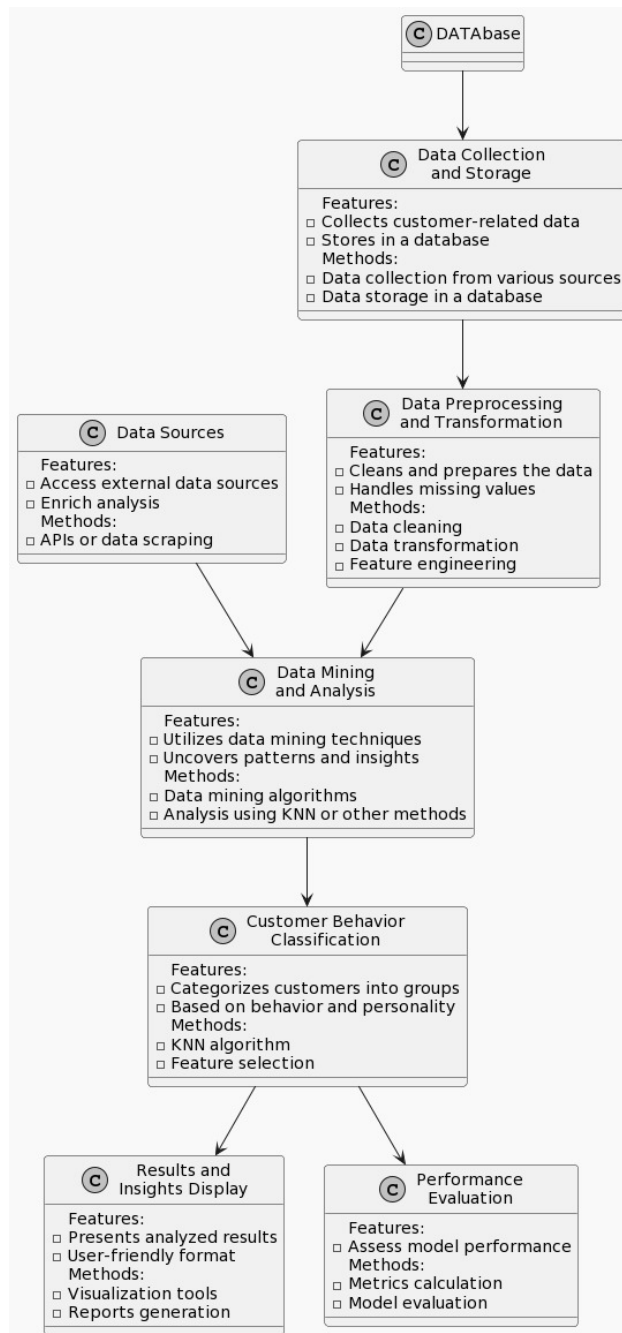 C DATAbase
C Data Collection
and Storage
Features:
Collects customer-related data
Stores in a database
Methods:
Data collection from various sources
Data storage in a database
C Data Sources
Features:
Access external data sources
Enrich analysis
Methods:
APIs or data scraping
C Data Preprocessing
and Transformation
Features:
Cleans and prepares the data
Handles missing values
Methods:
Data cleaning
Data transformation
Feature engineering
C Data Mining
and Analysis
Features:
Utilizes data mining techniques
Uncovers patterns and insights
Methods:
Data mining algorithms
Analysis using KNN or other methods
C Customer Behavior
Classification
Features:
Categorizes customers into groups
Based on behavior and personality
Methods:
KNN algorithm
Feature selection
C Results and
Insights Display
Features:
Presents analyzed results
User-friendly format
Methods:
Visualization tools
Reports generation
C Performance
Evaluation
Features:
Assess model performance
Methods:
Metrics calculation
Model evaluation